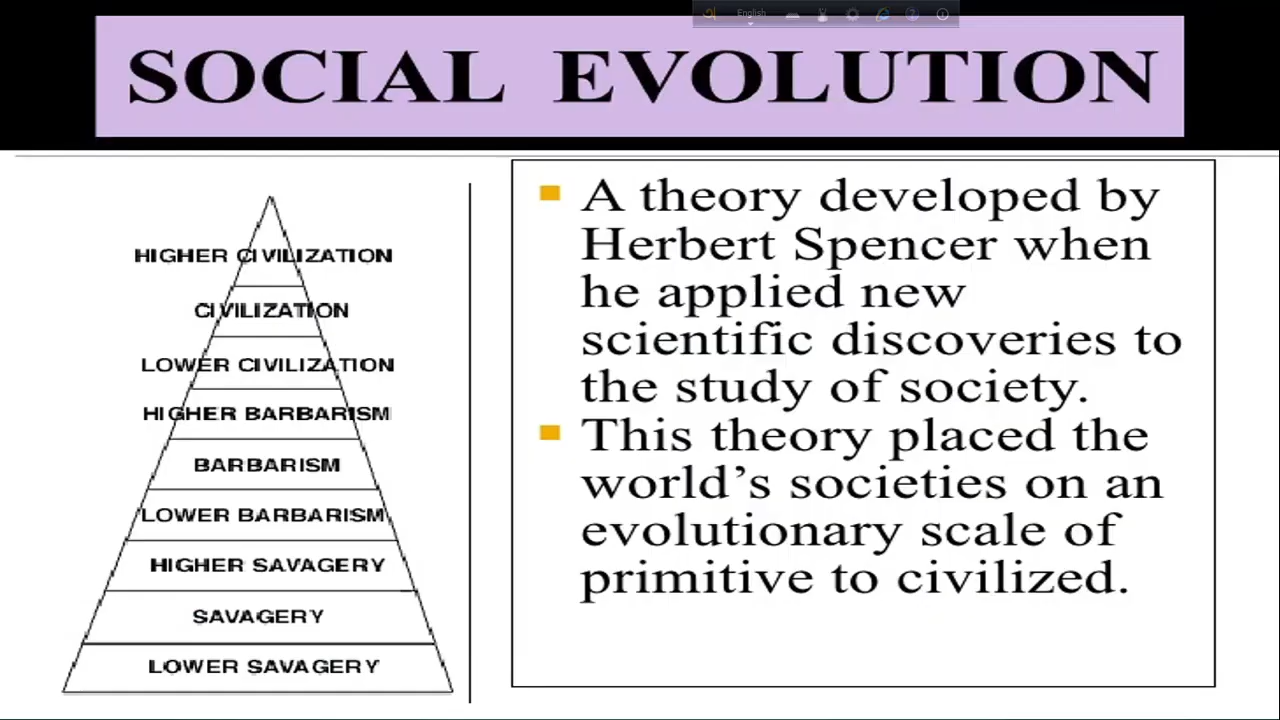 English
SOCIAL EVOLUTION
HIGHER CIVILIZATION
CIVILIZATION
LOWER CIVILIZATION
HIGHER BARBARISM
BARBARISM
LOWER BARBARISM
HIGHER SAVAGERY
SAVAGERY
LOWER SAVAGERY
A theory developed by
Herbert Spencer when
he applied new
scientific discoveries to
the study of society.
This theory placed the
world’s societies on an
evolutionary scale of
primitive to civilized.